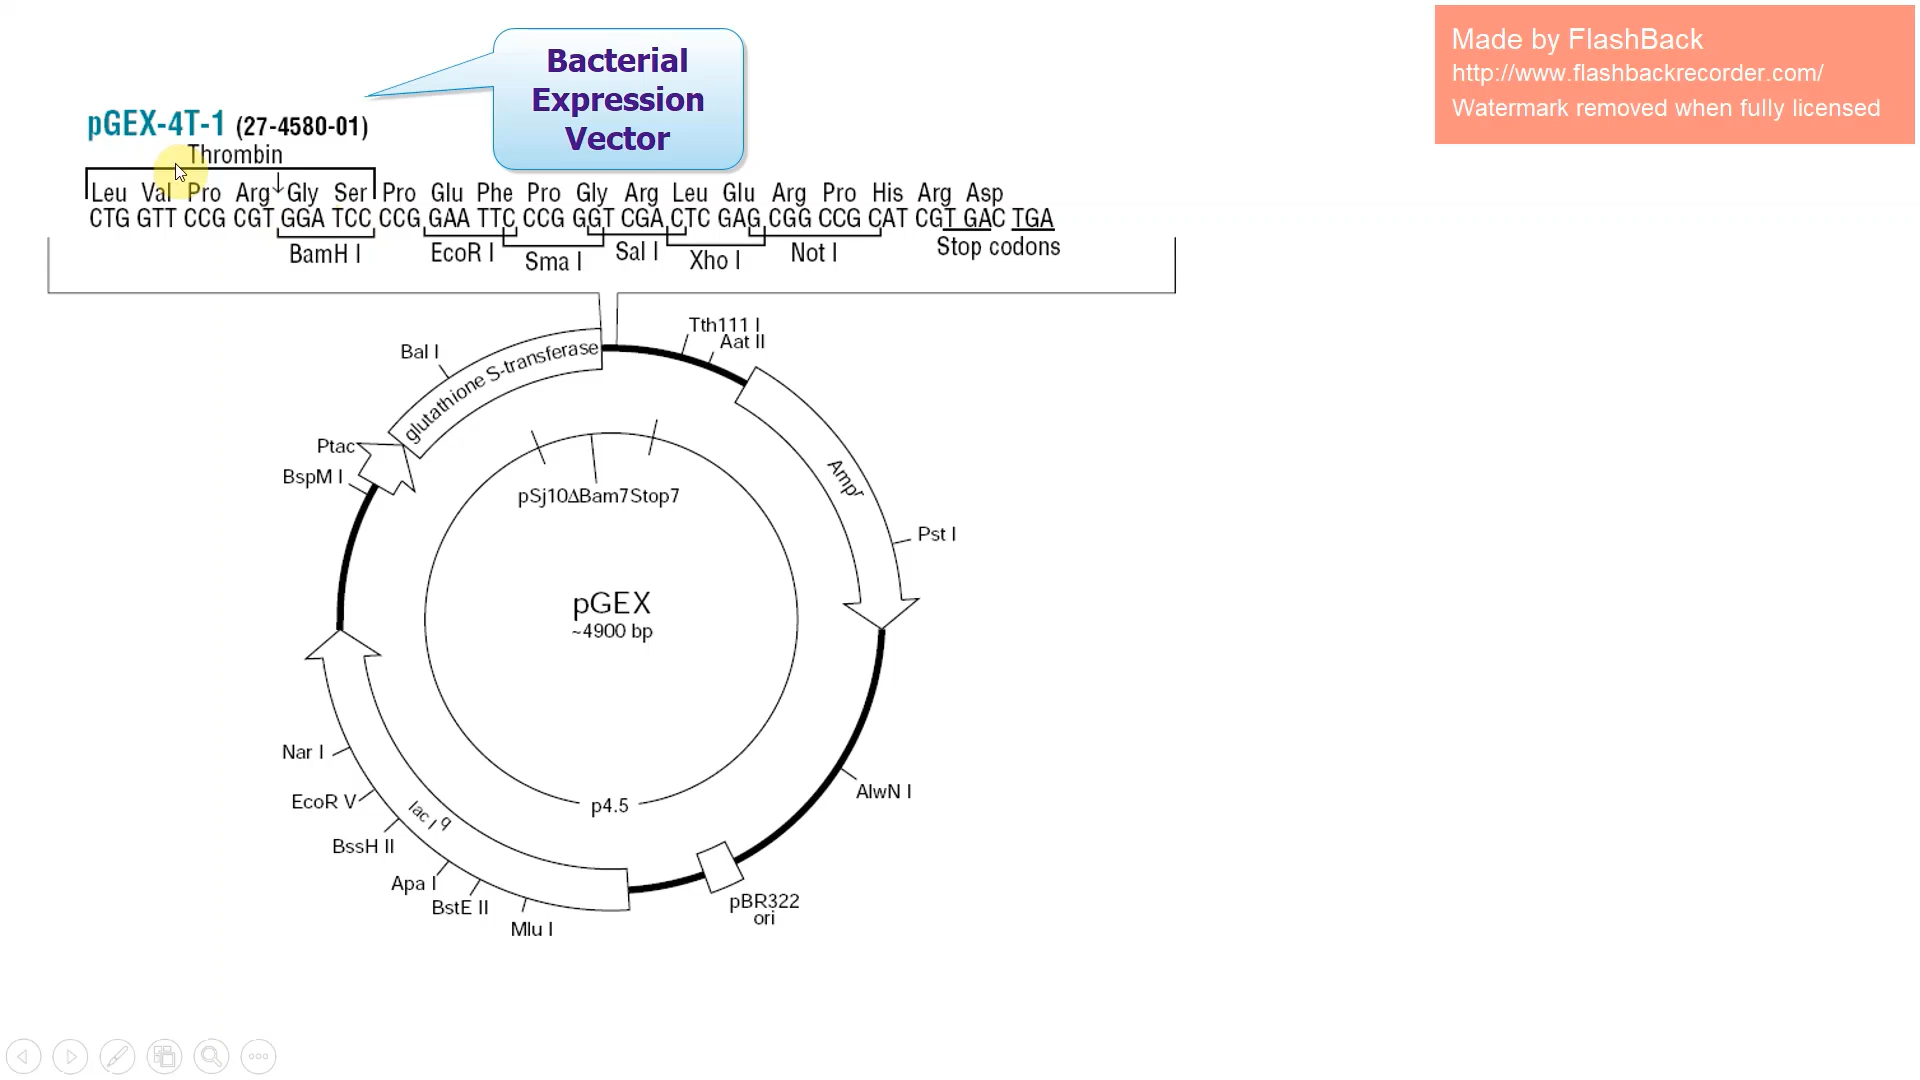 Bacterial
Expression
Vector
Made by FlashBack
http://www.flashbackrecorder.com/
Watermark removed when fully licensed
pGEX-4T-1 (27-4580-01)
Thrombin
Leu Val Pro Arg Gly Ser Pro Glu Phe Pro Gly Arg Leu Glu Arg Pro His Arg Asp
CTG GTT CCG CGT GGA TCC CCG GAA TTC CCG GGT CGA CTC GAG CGG CCG CAT CGT GAC TGA
BamH I
EcoR I
Sma I
Sal I
Xho I
Not I
Stop codons
Tth111 I
Aat II
Bal I
glutathione S-transferase
Ptac
BspM I
Ampr
pSj10ΔBam7Stop7
Pst I
pGEX
~4900 bp
Nar I
EcoR V
BssH II
Apa I
BstE II
Mlu I
lac Iq
p4.5
AlwN I
pBR322
ori